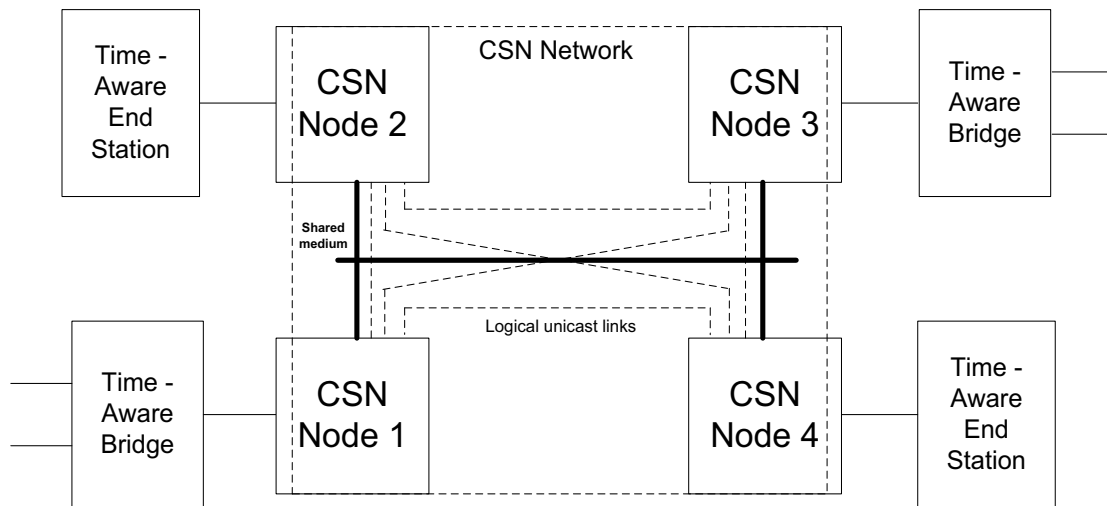 Time -
Aware
End
Station
CSN
Node 2
CSN Network
CSN
Node 3
Time -
Aware
Bridge
Shared
medium
Logical unicast links
Time -
Aware
Bridge
CSN
Node 1
CSN
Node 4
Time -
Aware
End
Station